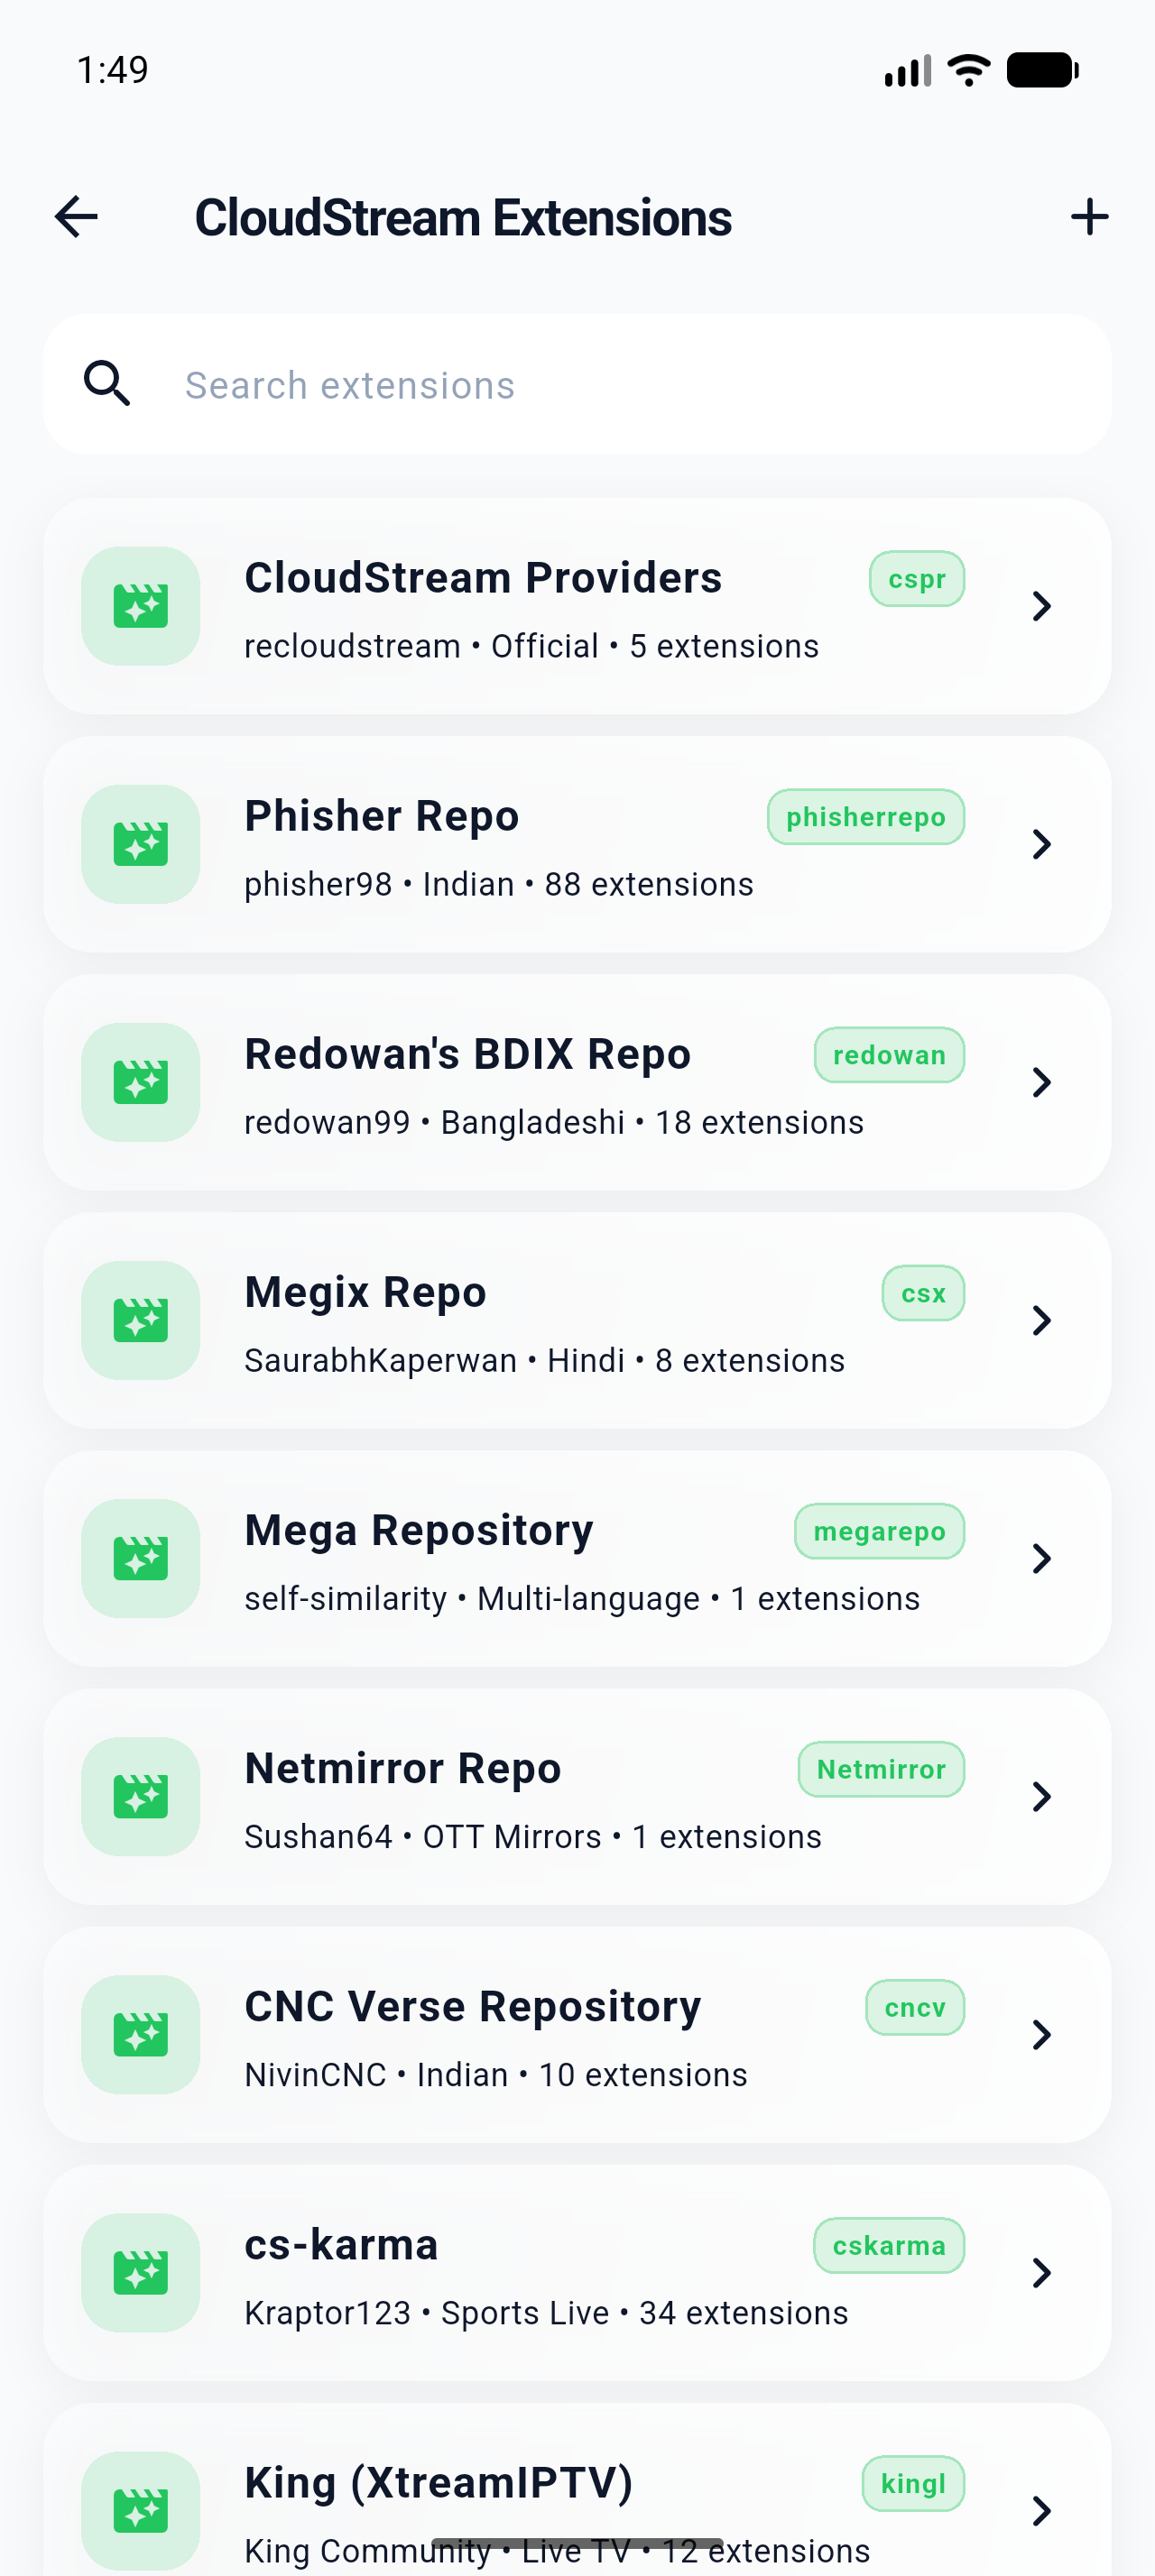 1:49
CloudStream Extensions
Search extensions
CloudStream Providers cspr
recloudstream • Official • 5 extensions
Phisher Repo phisherrepo
phisher98 • Indian • 88 extensions
Redowan's BDIX Repo redowan
redowan99 • Bangladeshi • 18 extensions
Megix Repo csx
SaurabhKaperwan • Hindi • 8 extensions
Mega Repository megarepo
self-similarity • Multi-language • 1 extensions
Netmirror Repo Netmirror
Sushan64 • OTT Mirrors • 1 extensions
CNC Verse Repository cncv
NivinCNC • Indian • 10 extensions
cs-karma cskarma
Kraptor123 • Sports Live • 34 extensions
King (XtreamIPTV) kingl
King Community • Live TV • 12 extensions